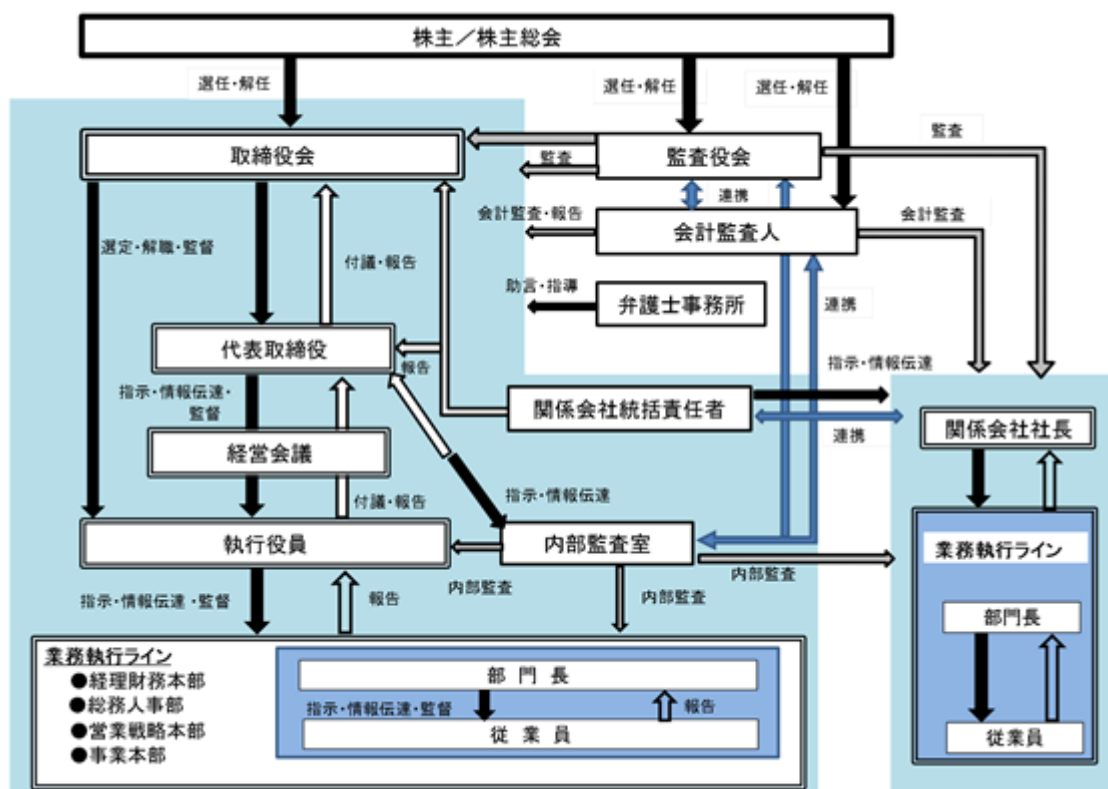 株主／株主総会
選任・解任
選任・解任
選任・解任
取締役会
監査役会
監査
監査
連携
会計監査・報告
会計監査人
会計監査
選定・解職・監督
付議・報告
助言・指導
弁護士事務所
連携
代表取締役
報告
指示・情報伝達
指示・情報伝達・
監督
関係会社統括責任者
連携
関係会社社長
経営会議
付議・報告
指示・情報伝達
執行役員
内部監査室
業務執行ライン
内部監査
内部監査
内部監査
指示・情報伝達・監督
報告
部門長
業務執行ライン
●経理財務本部
●総務人事部
●営業戦略本部
●事業本部
部 門 長
指示・情報伝達・監督
報告
従 業 員
従業員